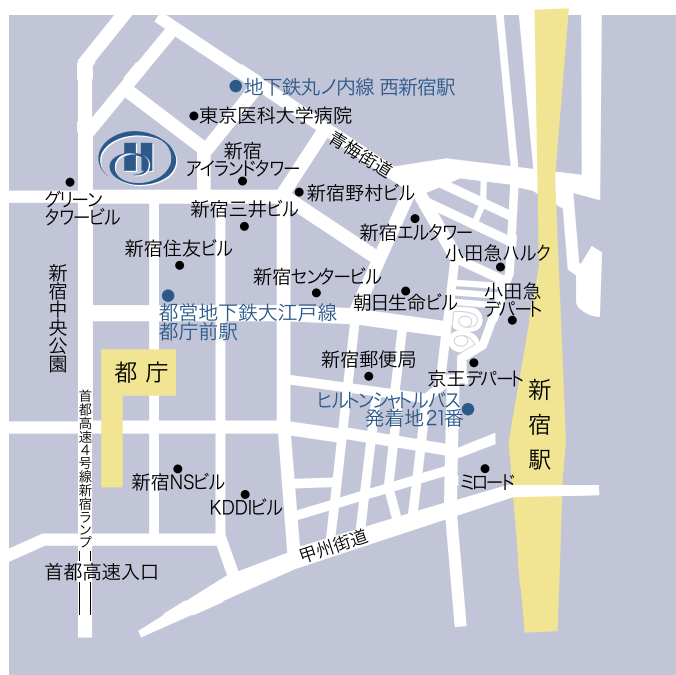 地下鉄丸ノ内線 西新宿駅
東京医科大学病院
青梅街道
新宿
アイランドタワー
グリーン
タワービル
新宿野村ビル
新宿三井ビル
新宿エルタワー
新宿住友ビル
小田急ハルク
新宿中央公園
新宿センタービル
朝日生命ビル
小田急
デパート
都営地下鉄大江戸線
都庁前駅
都庁
新宿郵便局
京王デパート
新宿駅
ヒルトンシャトルバス
発着地21番
首都高速4号線新宿ランプ
新宿NSビル
ミロード
KDDIビル
甲州街道
首都高速入口